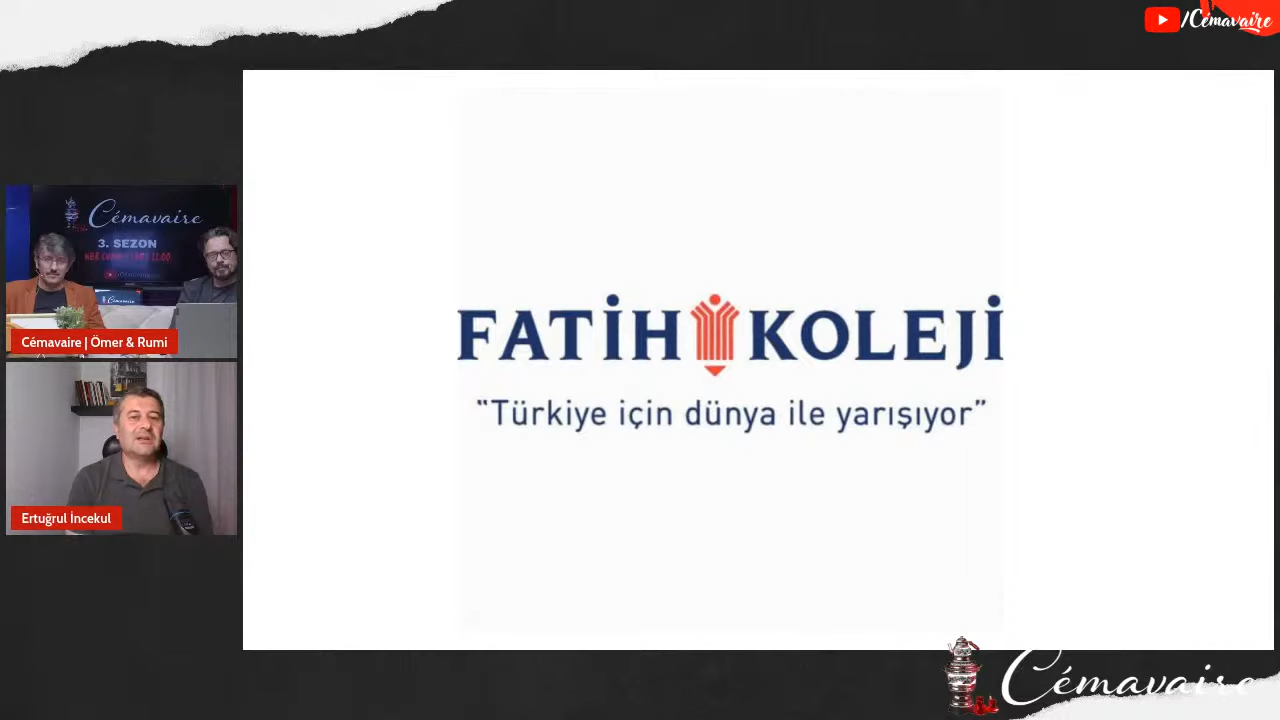 /Cémavaire
Cémavaire
3. SEZON
Cémavaire | Ömer & Rumi
Ertuğrul İncekul
FATİH KOLEJİ
"Türkiye için dünya ile yarışıyor”
Cémavaire